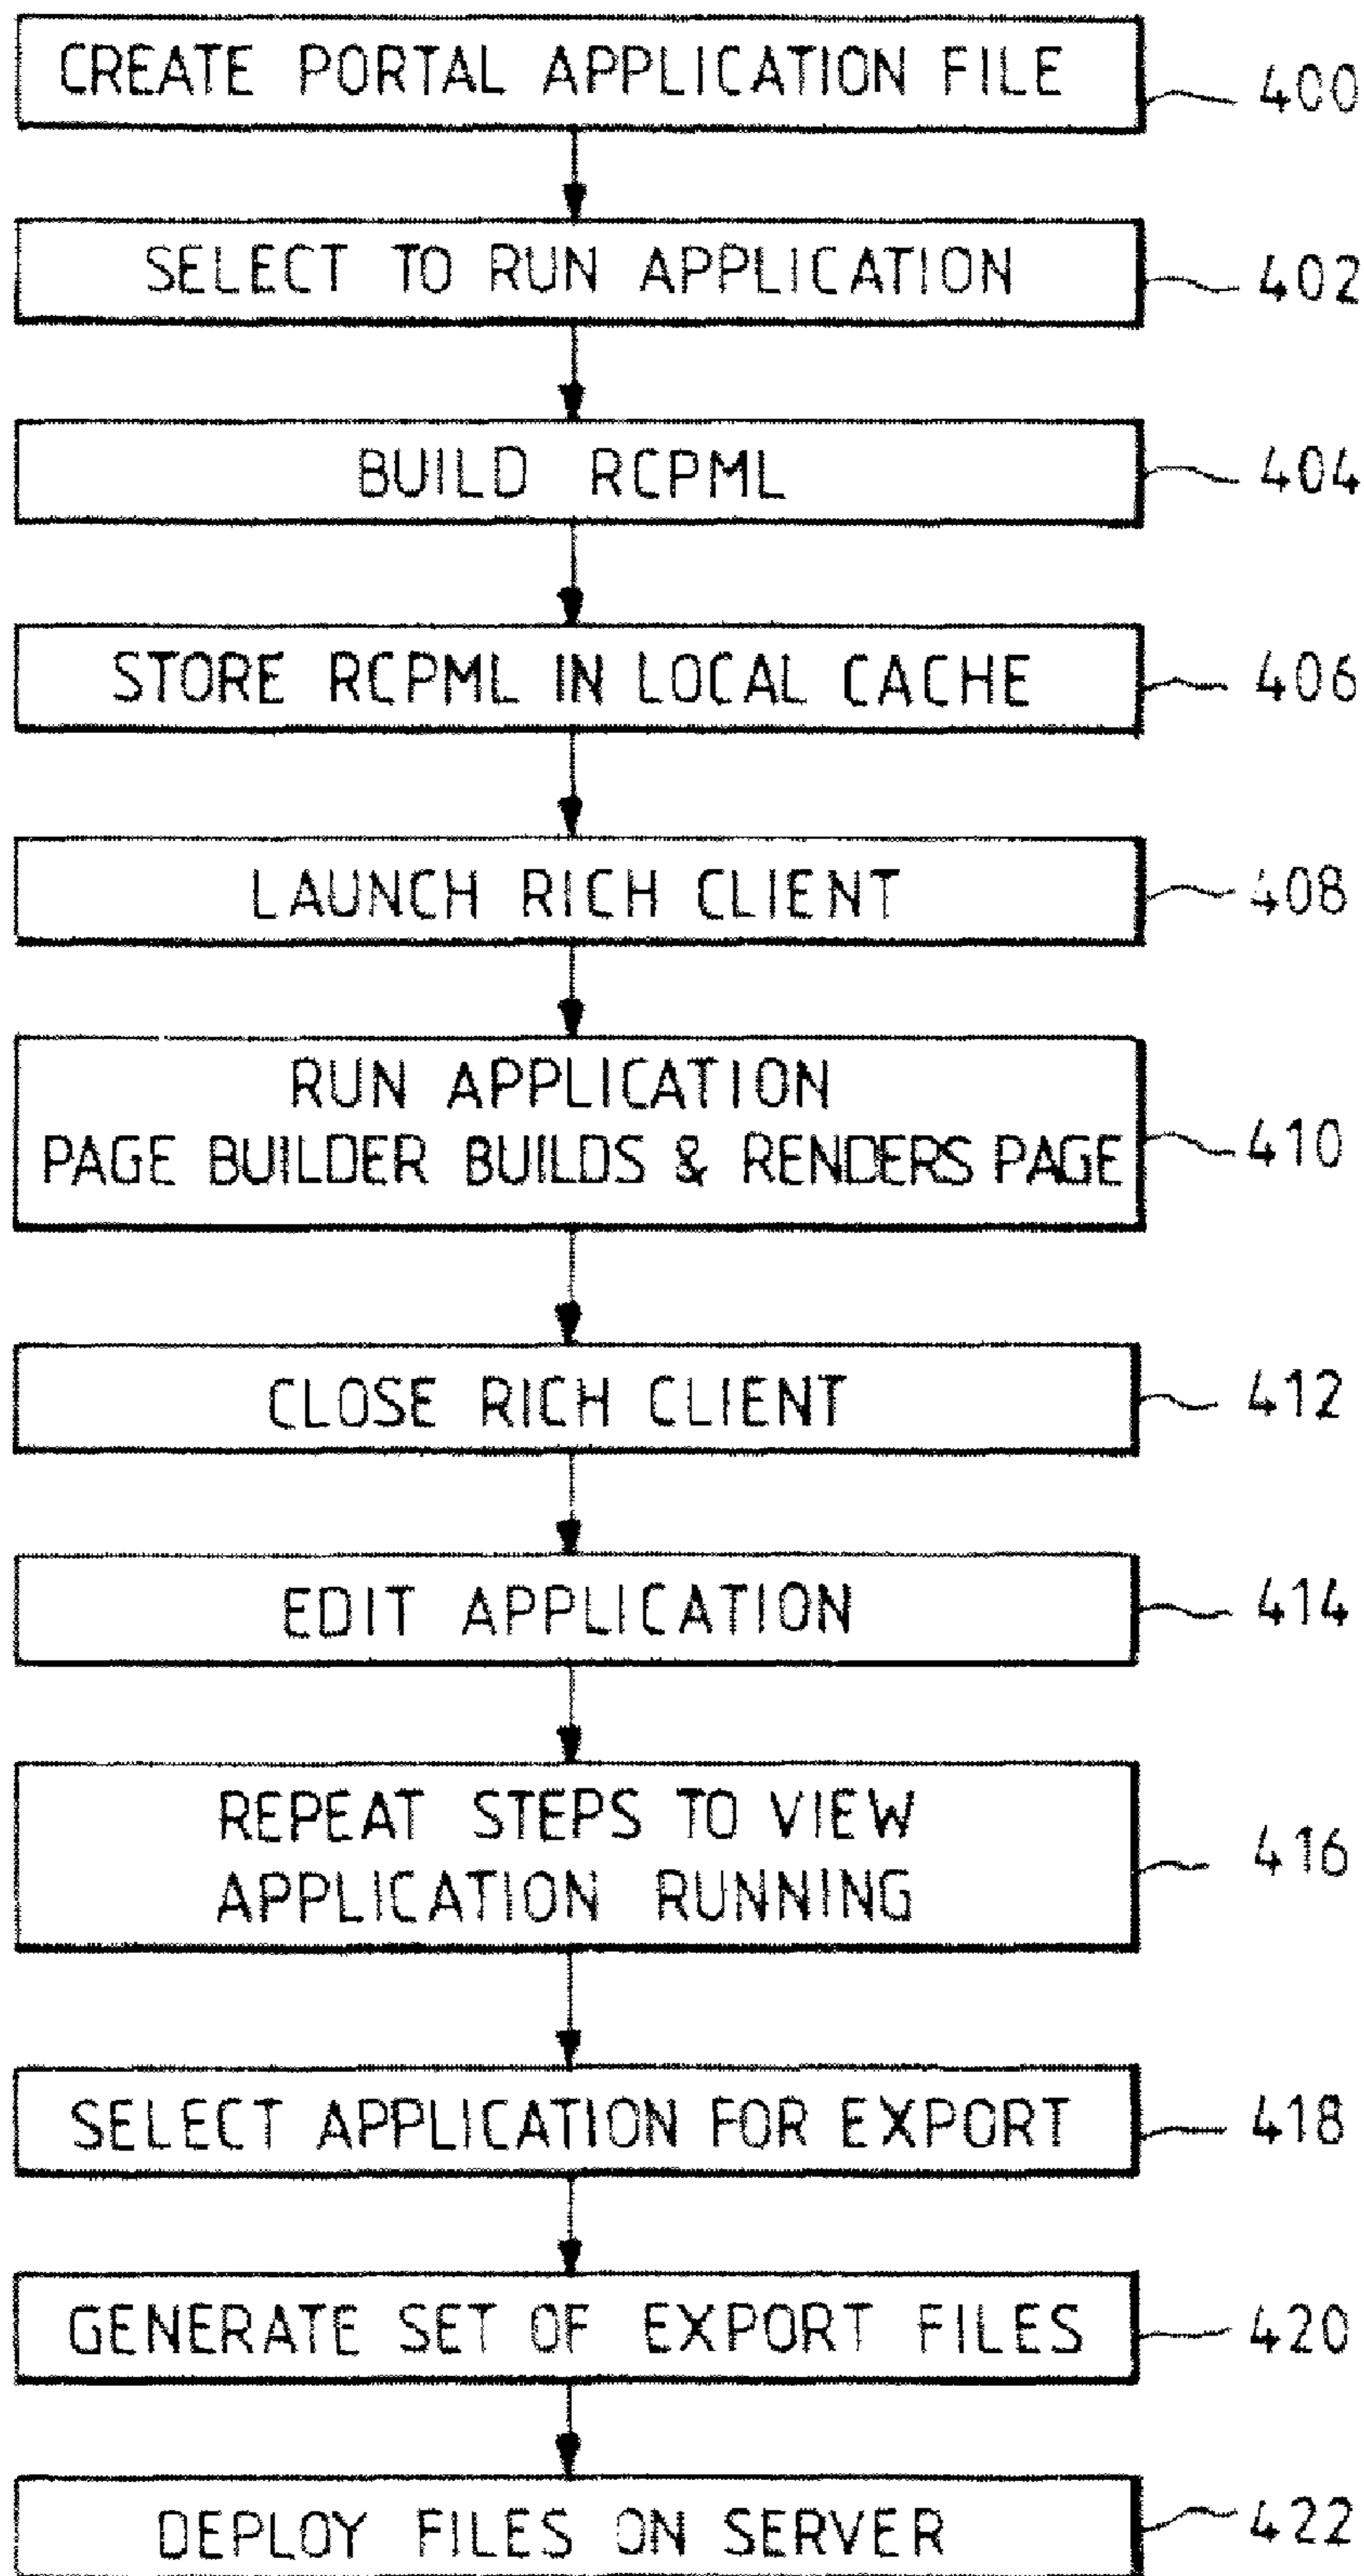 CREATE PORTAL APPLICATION FILE
400
SELECT TO RUN APPLICATION
402
BUILD RCPML
404
STORE RCPML IN LOCAL CACHE
406
LAUNCH RICH CLIENT
408
RUN APPLICATION
PAGE BUILDER BUILDS & RENDERS PAGE
410
CLOSE RICH CLIENT
412
EDIT APPLICATION
414
REPEAT STEPS TO VIEW
APPLICATION RUNNING
416
SELECT APPLICATION FOR EXPORT
418
GENERATE SET OF EXPORT FILES
420
DEPLOY FILES ON SERVER
422